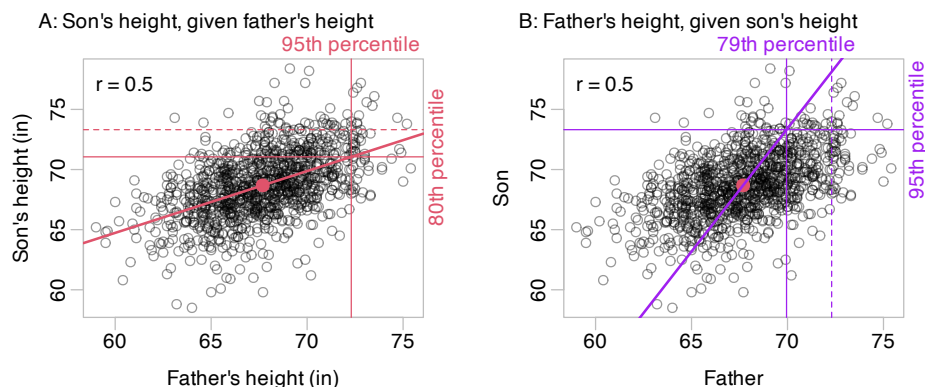 A: Son's height, given father's height
95th percentile
r = 0.5
80th percentile
Son's height (in)
75
70
65
60
60
65
70
75
Father's height (in)
B: Father's height, given son's height
79th percentile
r = 0.5
95th percentile
Son
75
70
65
60
60
65
70
75
Father